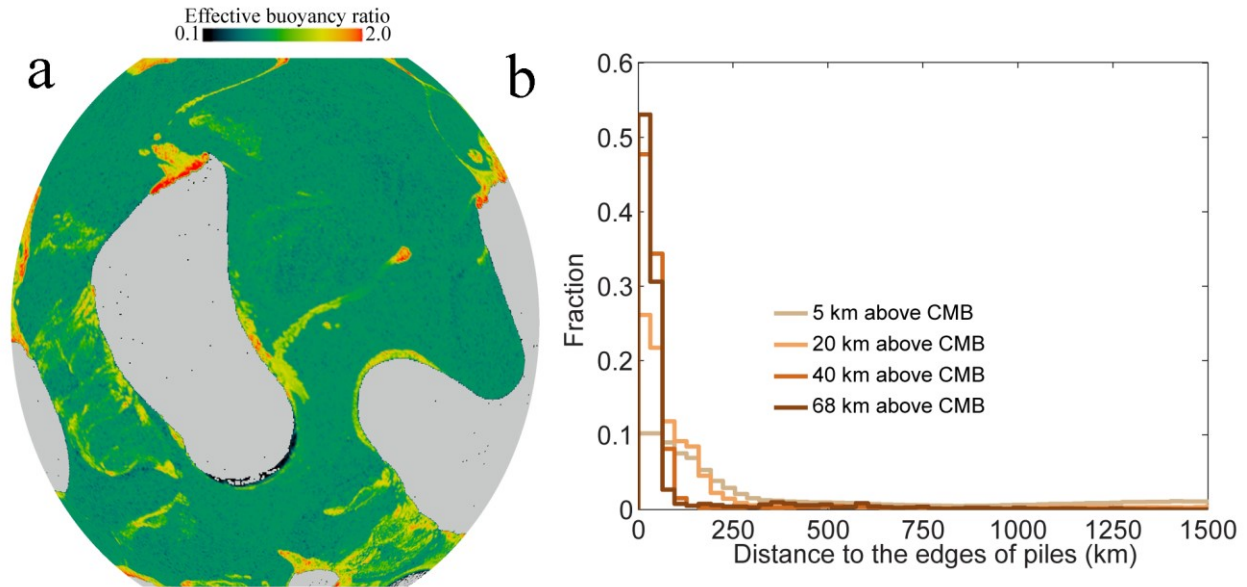 Effective buoyancy ratio
0.1 2.0
a
b
0.6
0.5
0.4
0.3
0.2
0.1
0
Fraction
5 km above CMB
20 km above CMB
40 km above CMB
68 km above CMB
0 250 500 750 1000 1250 1500
Distance to the edges of piles (km)